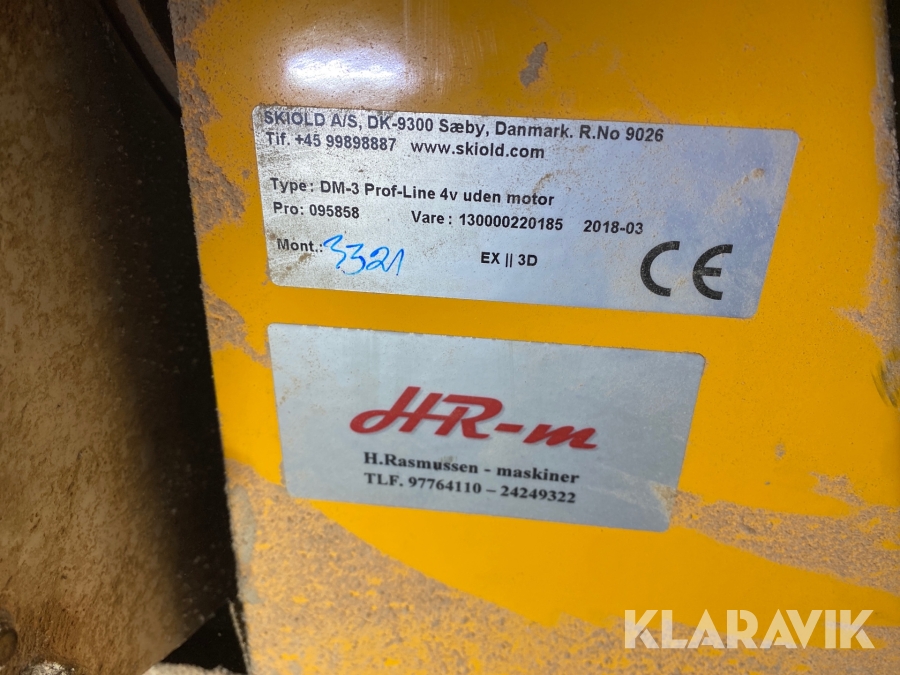 SKIOLD A/S, DK-9300 Sæby, Danmark. R.No 9026
Tlf. +45 99898887 www.skiold.com
Type: DM-3 Prof-Line 4v uden motor
Pro: 095858 Vare: 130000220185 2018-03
Mont.: 3321 EX || 3D
CE
HR-m
H.Rasmussen - maskiner
TLF. 97764110 – 24249322
KLARAVIK